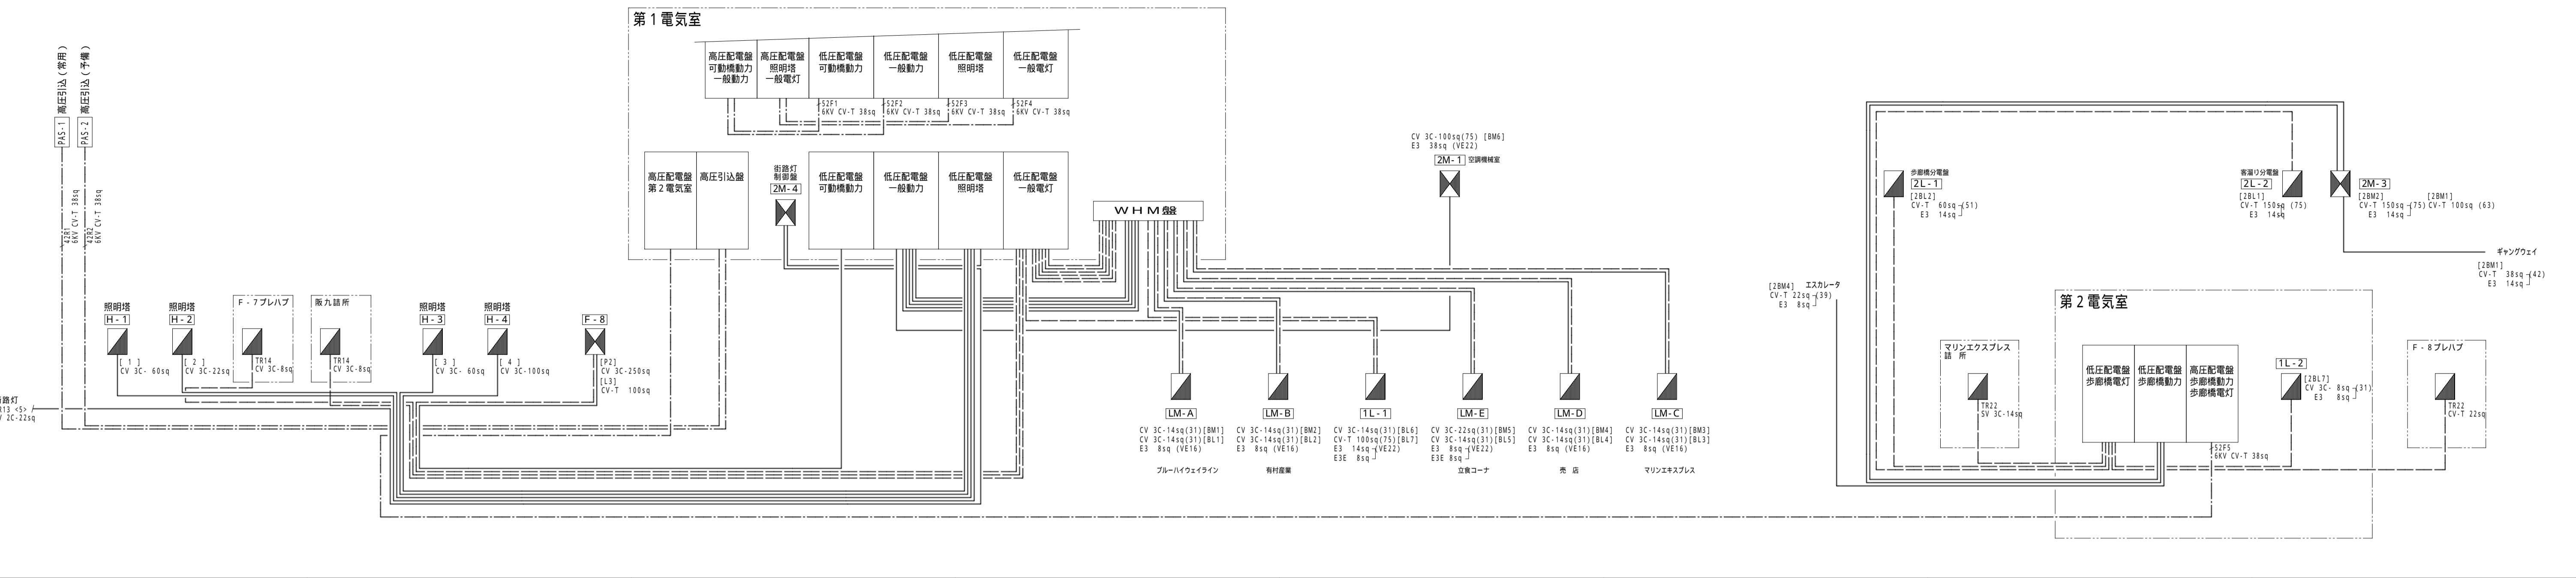 第１電気室
高圧引込（常用）
高圧引込（予備）
PAS-1
PAS-2
42R1
6KV CV-T 38sq
42R2
6KV CV-T 38sq
高圧配電盤
可動橋動力
一般動力
高圧配電盤
照明塔
一般電灯
低圧配電盤
可動橋動力
低圧配電盤
一般動力
低圧配電盤
照明塔
低圧配電盤
一般電灯
52F1
6KV CV-T 38sq
52F2
6KV CV-T 38sq
52F3
6KV CV-T 38sq
52F4
6KV CV-T 38sq
高圧配電盤
第２電気室
高圧引込盤
街路灯
制御盤
2M-4
低圧配電盤
可動橋動力
低圧配電盤
一般動力
低圧配電盤
照明塔
低圧配電盤
一般電灯
ＷＨＭ盤
CV 3C-100sq(75) [BM6]
E3 38sq (VE22)
2M-1 空調機械室
照明塔
H-1
[ 1 ]
CV 3C- 60sq
照明塔
H-2
[ 2 ]
CV 3C-22sq
Ｆ-７プレハブ
TR14
CV 3C-8sq
阪九詰所
TR14
CV 3C-8sq
照明塔
H-3
[ 3 ]
CV 3C- 60sq
照明塔
H-4
[ 4 ]
CV 3C-100sq
F-8
[P2]
CV 3C-250sq
[L3]
CV-T 100sq
路灯
R13 <5>
2C-22sq
LM-A
CV 3C-14sq(31)[BM1]
CV 3C-14sq(31)[BL1]
E3 8sq (VE16)
ブルーハイウェイライン
LM-B
CV 3C-14sq(31)[BM2]
CV 3C-14sq(31)[BL2]
E3 8sq (VE16)
有村産業
1L-1
CV 3C-14sq(31)[BL6]
CV-T 100sq(75)[BL7]
E3 14sq (VE22)
E3E 8sq
LM-E
CV 3C-22sq(31)[BM5]
CV 3C-14sq(31)[BL5]
E3 8sq (VE22)
E3E 8sq
立食コーナ
LM-D
CV 3C-14sq(31)[BM4]
CV 3C-14sq(31)[BL4]
E3 8sq (VE16)
売　店
LM-C
CV 3C-14sq(31)[BM3]
CV 3C-14sq(31)[BL3]
E3 8sq (VE16)
マリンエキスプレス
歩廊橋分電盤
2L-1
[2BL2]
CV-T 60sq (51)
E3 14sq
客溜り分電盤
2L-2
[2BL1]
CV-T 150sq (75)
E3 14sq
2M-3
[2BM2]
CV-T 150sq (75)
E3 14sq
[2BM1]
CV-T 100sq (63)
ギャングウェイ
[2BM1]
CV-T 38sq (42)
E3 14sq
[2BM4] エスカレータ
CV-T 22sq (39)
E3 8sq
第２電気室
マリンエクスプレス
詰　所
TR22
SV 3C-14sq
低圧配電盤
歩廊橋電灯
低圧配電盤
歩廊橋動力
高圧配電盤
歩廊橋動力
歩廊橋電灯
52F5
6KV CV-T 38sq
1L-2
[2BL7]
CV 3C- 8sq (31)
E3 8sq
Ｆ-８プレハブ
TR22
CV-T 22sq